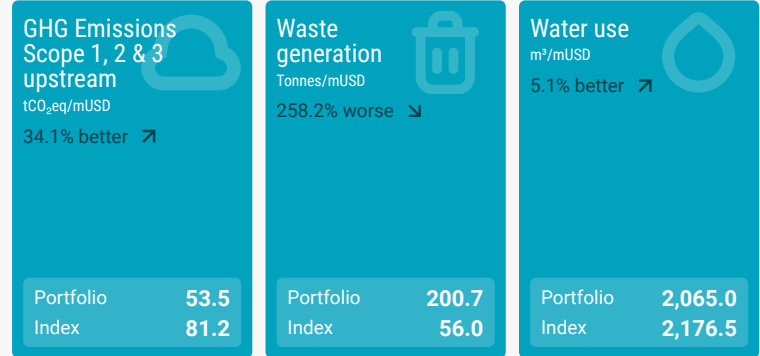 GHG Emissions
Scope 1, 2 & 3
upstream
tCO₂eq/mUSD
34.1% better
Portfolio 53.5
Index 81.2
Waste
generation
Tonnes/mUSD
258.2% worse
Portfolio 200.7
Index 56.0
Water use
m³/mUSD
5.1% better
Portfolio 2,065.0
Index 2,176.5